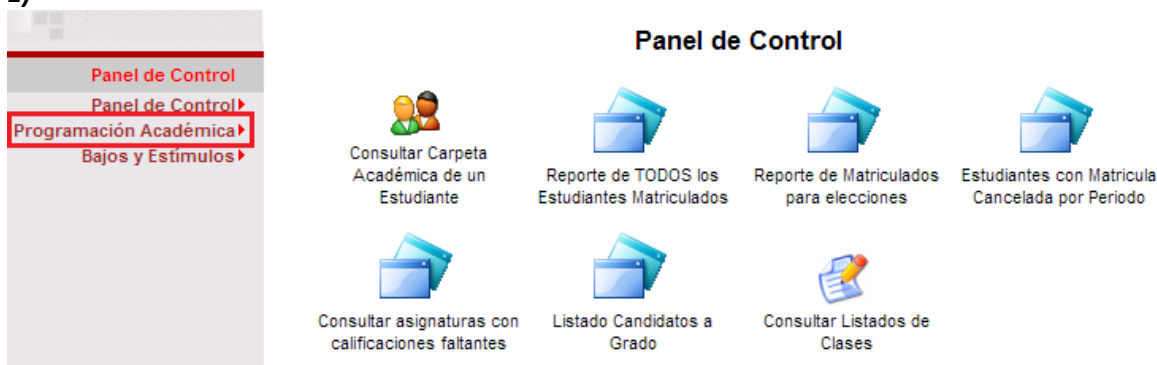 Panel de Control
Panel de Control
Panel de Control
Programación Académica
Bajos y Estímulos
Consultar Carpeta
Académica de un
Estudiante
Reporte de TODOS los
Estudiantes Matriculados
Reporte de Matriculados
para elecciones
Estudiantes con Matricula
Cancelada por Periodo
Consultar asignaturas con
calificaciones faltantes
Listado Candidatos a
Grado
Consultar Listados de
Clases